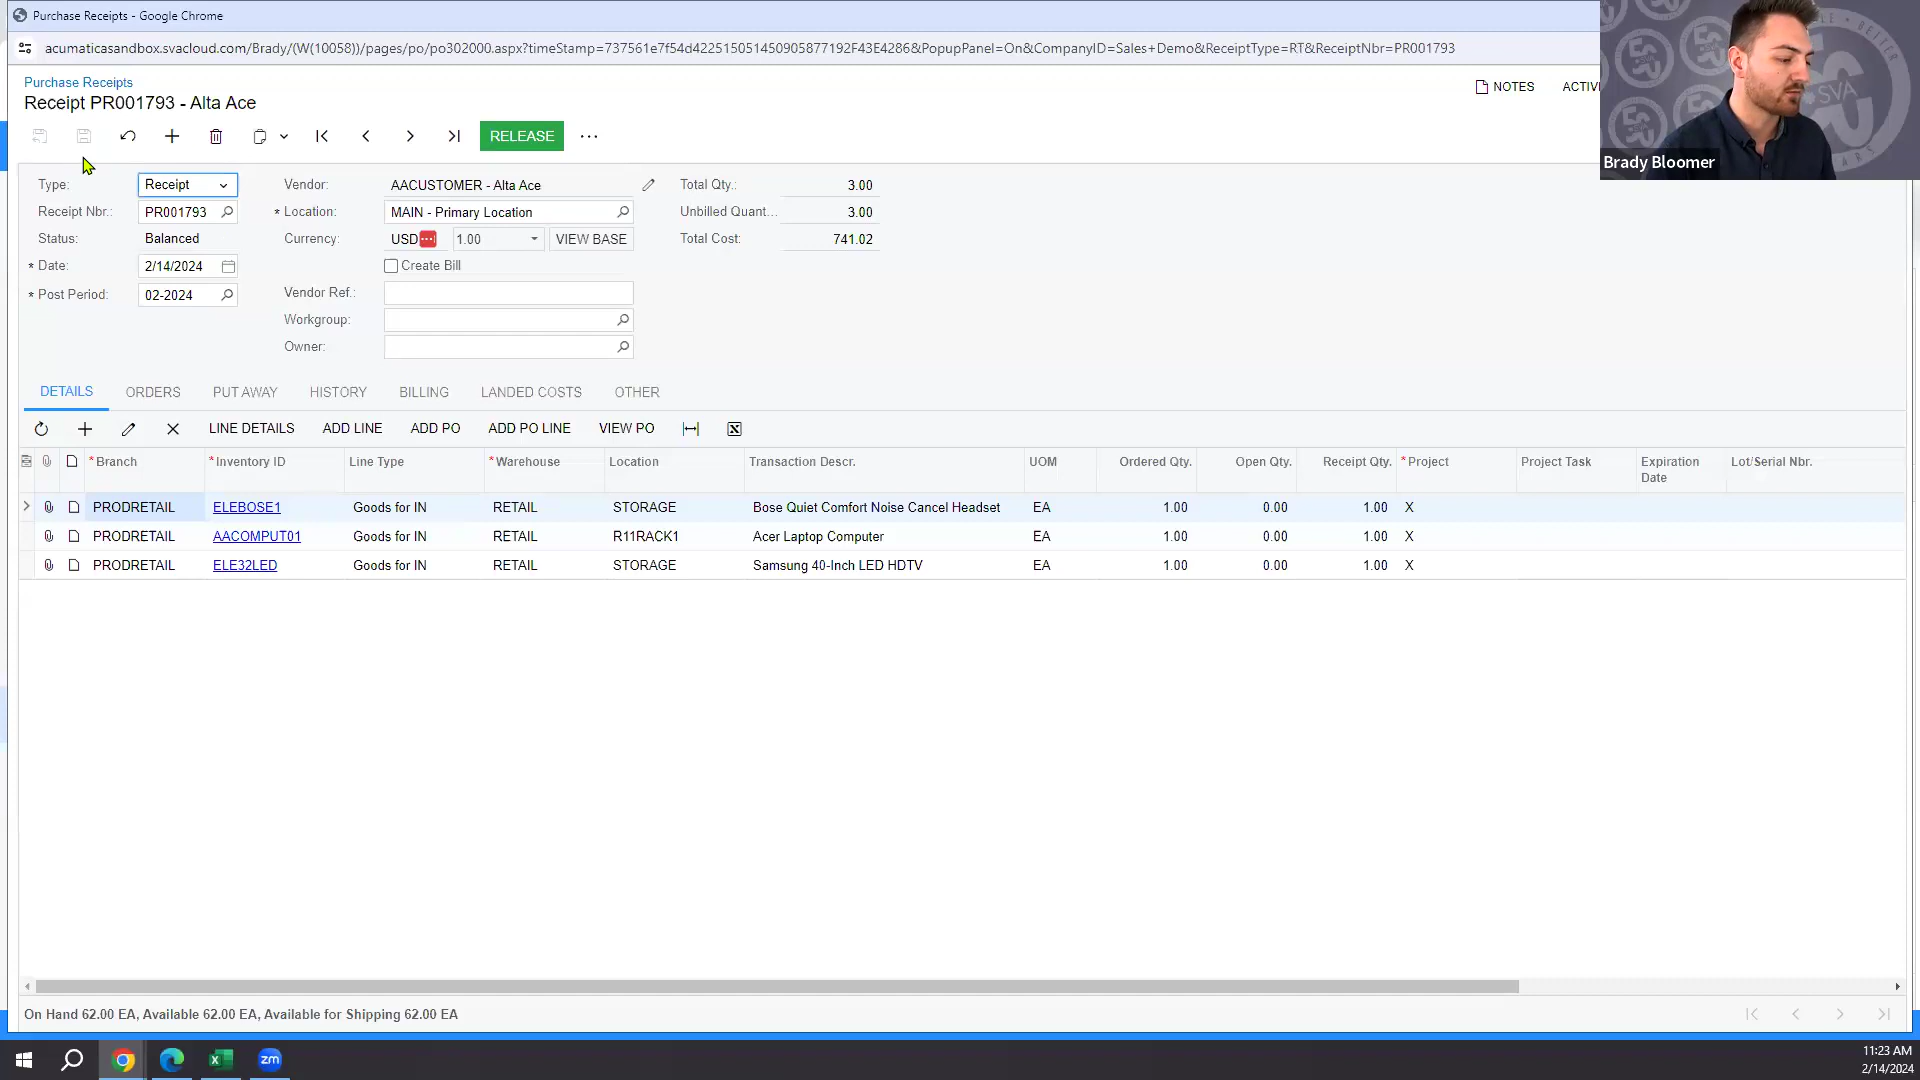 Purchase Receipts - Google Chrome
acumaticasandbox.svacloud.com/Brady/(W(10058))/pages/po/po302000.aspx?timeStamp=737561e7f54d422515051450905877192F43E4286&PopupPanel=On&CompanyID=Sales+Demo&ReceiptType=RT&ReceiptNbr=PR001793
Purchase Receipts
Receipt PR001793 - Alta Ace
NOTES ACTIV
RELEASE
Type: Receipt Vendor: AACUSTOMER - Alta Ace Total Qty.: 3.00
Receipt Nbr.: PR001793 * Location: MAIN - Primary Location Unbilled Quant... 3.00
Status: Balanced Currency: USD 1.00 VIEW BASE Total Cost: 741.02
* Date: 2/14/2024 Create Bill
* Post Period: 02-2024 Vendor Ref.:
Workgroup:
Owner:
Brady Bloomer
SVA
DETAILS ORDERS PUT AWAY HISTORY BILLING LANDED COSTS OTHER
LINE DETAILS ADD LINE ADD PO ADD PO LINE VIEW PO
*Branch *Inventory ID Line Type *Warehouse Location Transaction Descr. UOM Ordered Qty. Open Qty. Receipt Qty. *Project Project Task Expiration Date Lot/Serial Nbr.
PRODRETAIL ELEBOSE1 Goods for IN RETAIL STORAGE Bose Quiet Comfort Noise Cancel Headset EA 1.00 0.00 1.00 X
PRODRETAIL AACOMPUT01 Goods for IN RETAIL R11RACK1 Acer Laptop Computer EA 1.00 0.00 1.00 X
PRODRETAIL ELE32LED Goods for IN RETAIL STORAGE Samsung 40-Inch LED HDTV EA 1.00 0.00 1.00 X
On Hand 62.00 EA, Available 62.00 EA, Available for Shipping 62.00 EA
zm
11:23 AM
2/14/2024